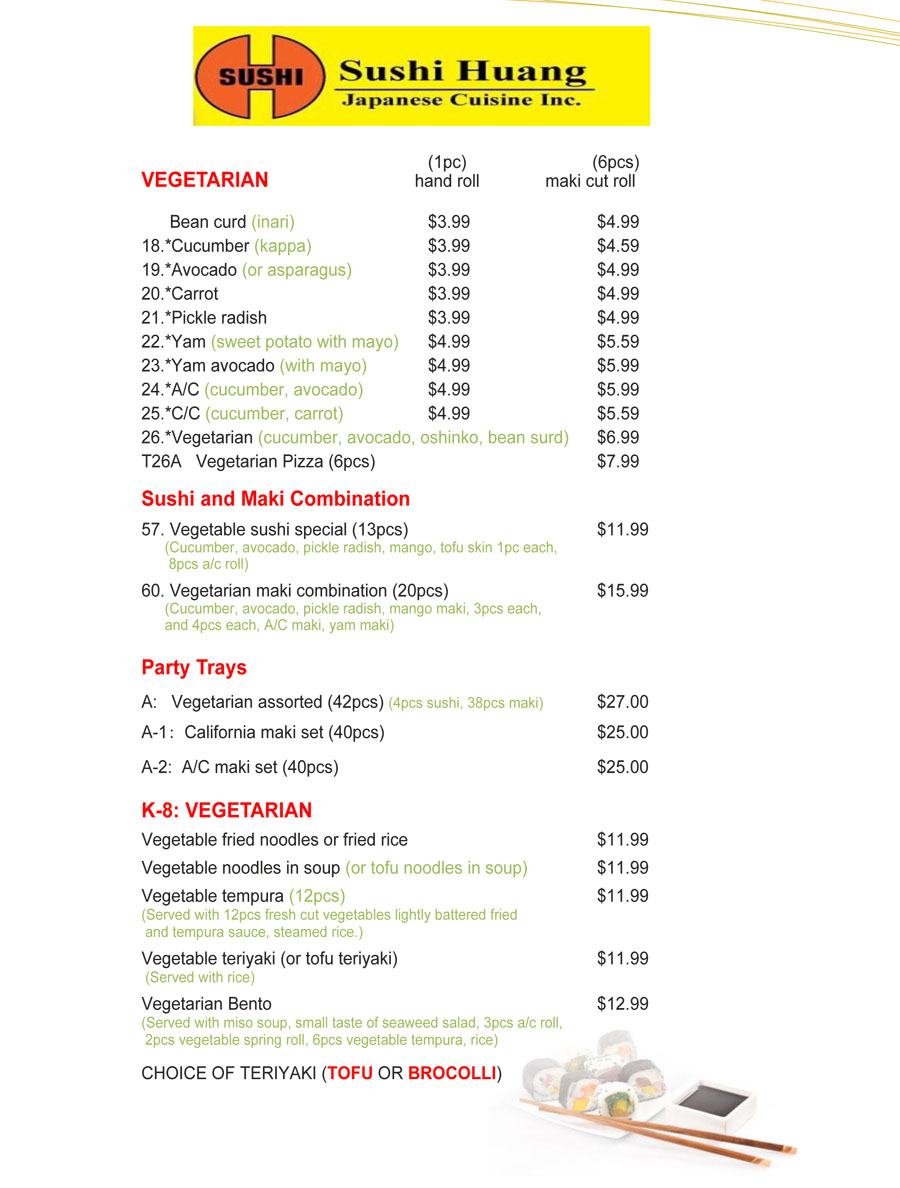 SUSHI
Sushi Huang
Japanese Cuisine Inc.
(1pc) (6pcs)
VEGETARIAN hand roll maki cut roll
Bean curd (inari) $3.99 $4.99
18.*Cucumber (kappa) $3.99 $4.59
19.*Avocado (or asparagus) $3.99 $4.99
20.*Carrot $3.99 $4.99
21.*Pickle radish $3.99 $4.99
22.*Yam (sweet potato with mayo) $4.99 $5.59
23.*Yam avocado (with mayo) $4.99 $5.99
24.*A/C (cucumber, avocado) $4.99 $5.99
25.*C/C (cucumber, carrot) $4.99 $5.59
26.*Vegetarian (cucumber, avocado, oshinko, bean surd) $6.99
T26A Vegetarian Pizza (6pcs) $7.99
Sushi and Maki Combination
57. Vegetable sushi special (13pcs) $11.99
(Cucumber, avocado, pickle radish, mango, tofu skin 1pc each,
8pcs a/c roll)
60. Vegetarian maki combination (20pcs) $15.99
(Cucumber, avocado, pickle radish, mango maki, 3pcs each,
and 4pcs each, A/C maki, yam maki)
Party Trays
A: Vegetarian assorted (42pcs) (4pcs sushi, 38pcs maki) $27.00
A-1: California maki set (40pcs) $25.00
A-2: A/C maki set (40pcs) $25.00
K-8: VEGETARIAN
Vegetable fried noodles or fried rice $11.99
Vegetable noodles in soup (or tofu noodles in soup) $11.99
Vegetable tempura (12pcs) $11.99
(Served with 12pcs fresh cut vegetables lightly battered fried
and tempura sauce, steamed rice.)
Vegetable teriyaki (or tofu teriyaki) $11.99
(Served with rice)
Vegetarian Bento $12.99
(Served with miso soup, small taste of seaweed salad, 3pcs a/c roll,
2pcs vegetable spring roll, 6pcs vegetable tempura, rice)
CHOICE OF TERIYAKI (TOFU OR BROCOLLI)